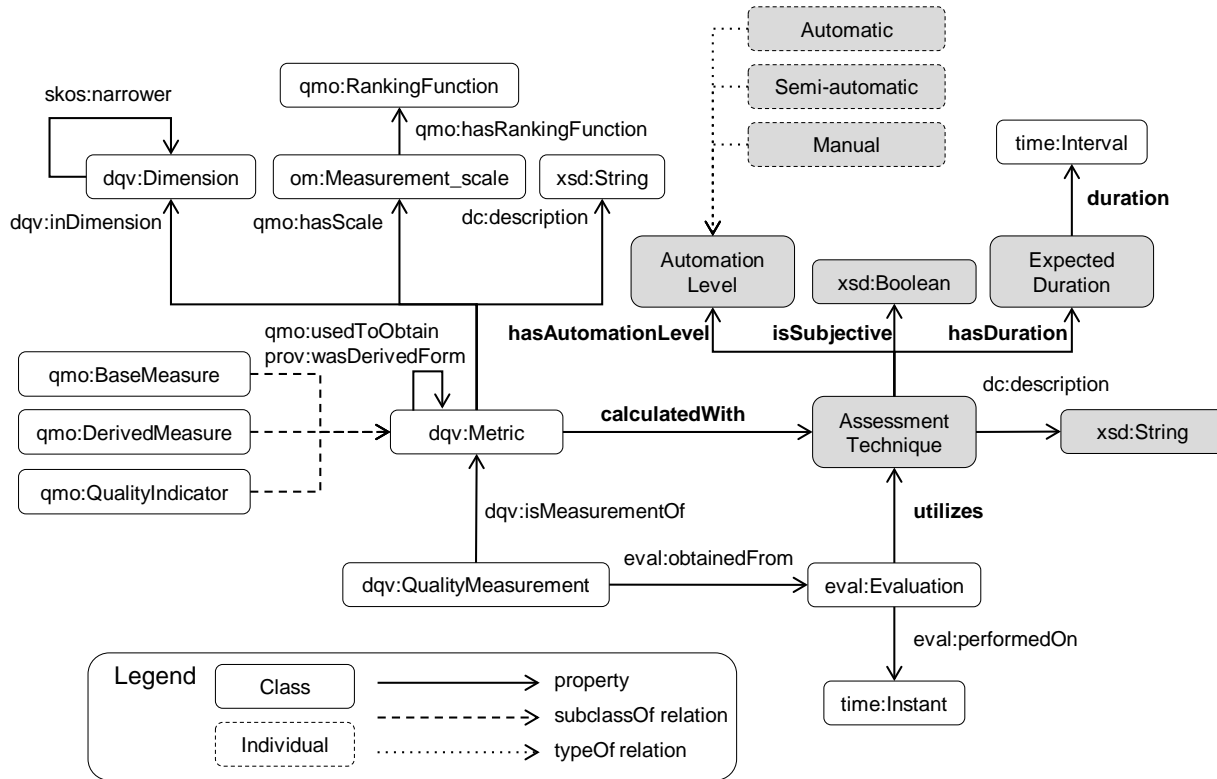 Automatic
qmo:RankingFunction
Semi-automatic
skos:narrower
qmo:hasRankingFunction
Manual
time:Interval
dqv:Dimension
om:Measurement_scale
xsd:String
duration
dqv:inDimension
qmo:hasScale
dc:description
Automation
Level
xsd:Boolean
Expected
Duration
hasAutomationLevel
isSubjective
hasDuration
qmo:usedToObtain
prov:wasDerivedForm
qmo:BaseMeasure
dc:description
calculatedWith
qmo:DerivedMeasure
dqv:Metric
Assessment
Technique
xsd:String
qmo:QualityIndicator
dqv:isMeasurementOf
utilizes
eval:obtainedFrom
dqv:QualityMeasurement
eval:Evaluation
eval:performedOn
time:Instant
Legend
Class
property
subclassOf relation
Individual
typeOf relation